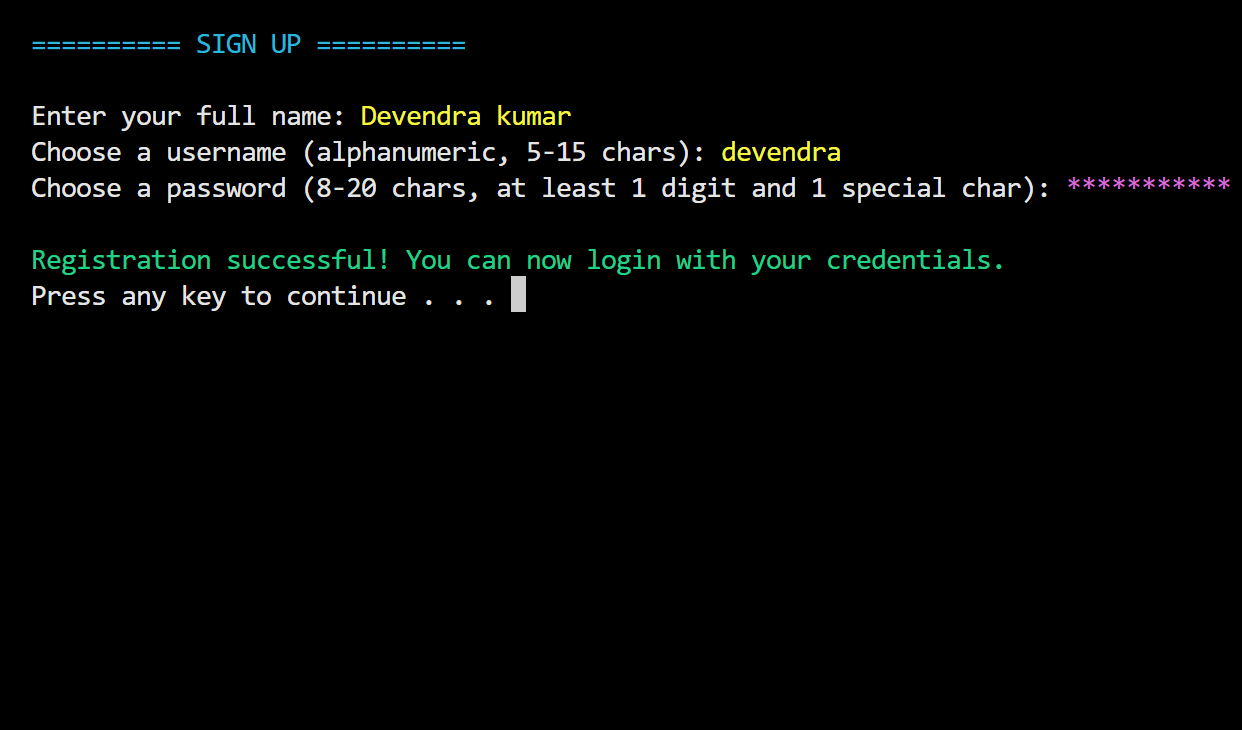 ========== SIGN UP ==========
Enter your full name: Devendra kumar
Choose a username (alphanumeric, 5-15 chars): devendra
Choose a password (8-20 chars, at least 1 digit and 1 special char): ***********
Registration successful! You can now login with your credentials.
Press any key to continue . . .